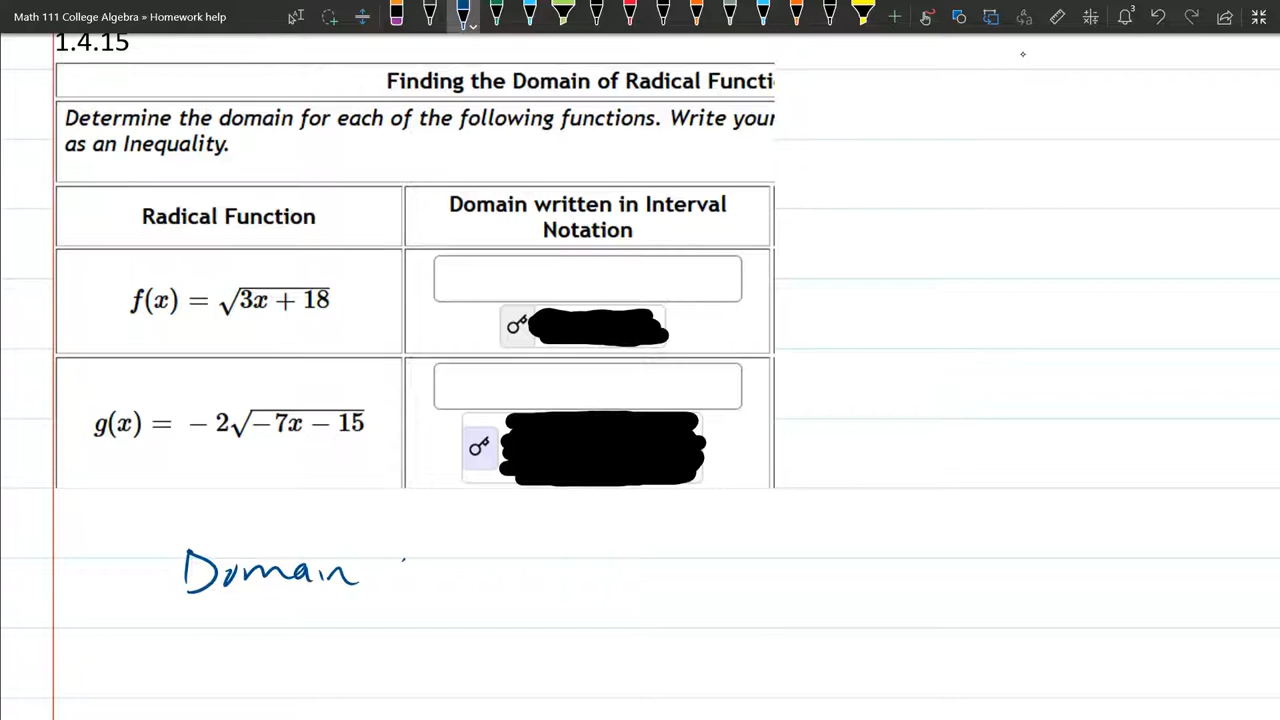 Math 111 College Algebra » Homework help
1.4.15
Finding the Domain of Radical Functi
Determine the domain for each of the following functions. Write your
as an Inequality.
Radical Function
Domain written in Interval
Notation
f(x) = √3x + 18
g(x) = − 2√−7x − 15
Domain